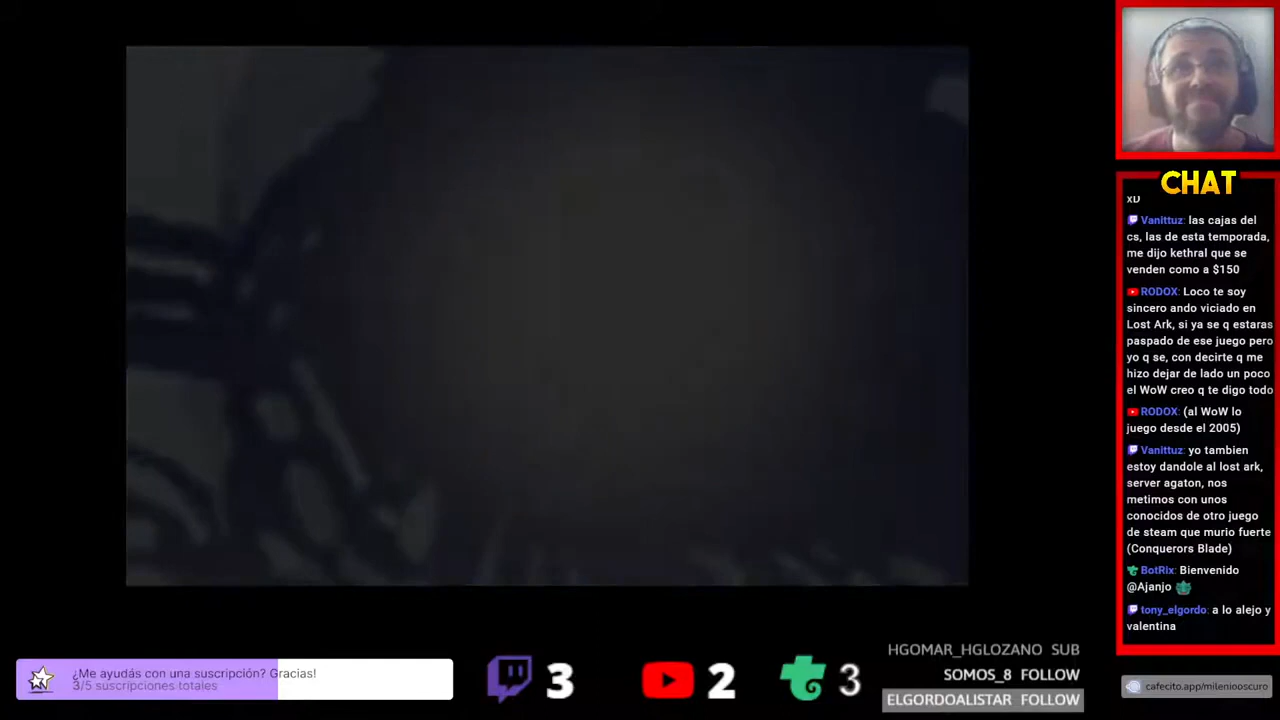 CHAT
xD
Vanittuz: las cajas del
cs, las de esta temporada,
me dijo kethral que se
venden como a $150
RODOX: Loco te soy
sincero ando viciado en
Lost Ark, si ya se q estaras
paspado de ese juego pero
yo q se, con decirte q me
hizo dejar de lado un poco
el WoW creo q te digo todo
RODOX: (al WoW lo
juego desde el 2005)
Vanittuz: yo tambien
estoy dandole al lost ark,
server agaton, nos
metimos con unos
conocidos de otro juego
de steam que murio fuerte
(Conquerors Blade)
BotRix: Bienvenido
@Ajanjo
tony_elgordo: a lo alejo y
valentina
¿Me ayudás con una suscripción? Gracias!
3/5 suscripciones totales
3
2
3
HGOMAR_HGLOZANO SUB
SOMOS_8 FOLLOW
ELGORDOALISTAR FOLLOW
cafecito.app/mileniooscuro